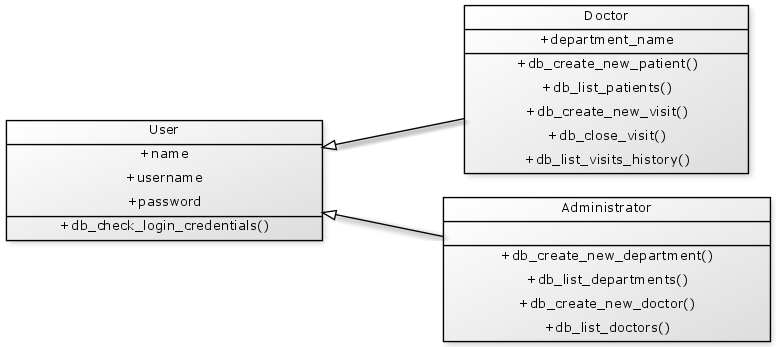 Doctor
+department_name
+db_create_new_patient()
+db_list_patients()
+db_create_new_visit()
+db_close_visit()
+db_list_visits_history()
User
+name
+username
+password
+db_check_login_credentials()
Administrator
+db_create_new_department()
+db_list_departments()
+db_create_new_doctor()
+db_list_doctors()